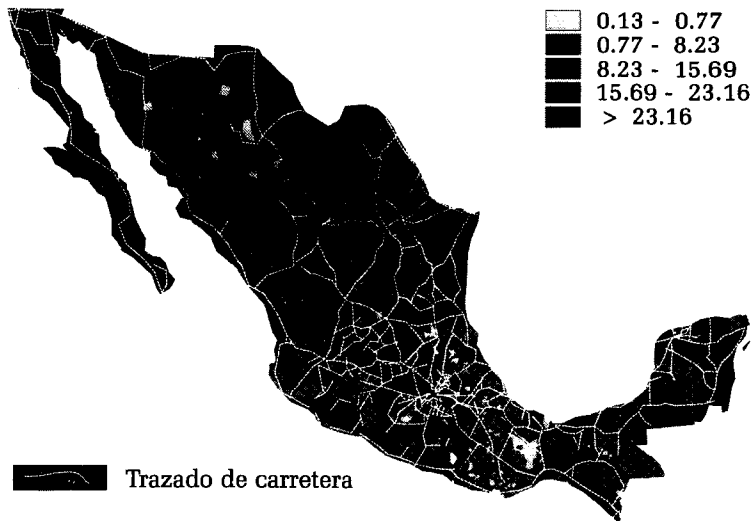 0.13 - 0.77
0.77 - 8.23
8.23 - 15.69
15.69 - 23.16
> 23.16
Trazado de carretera